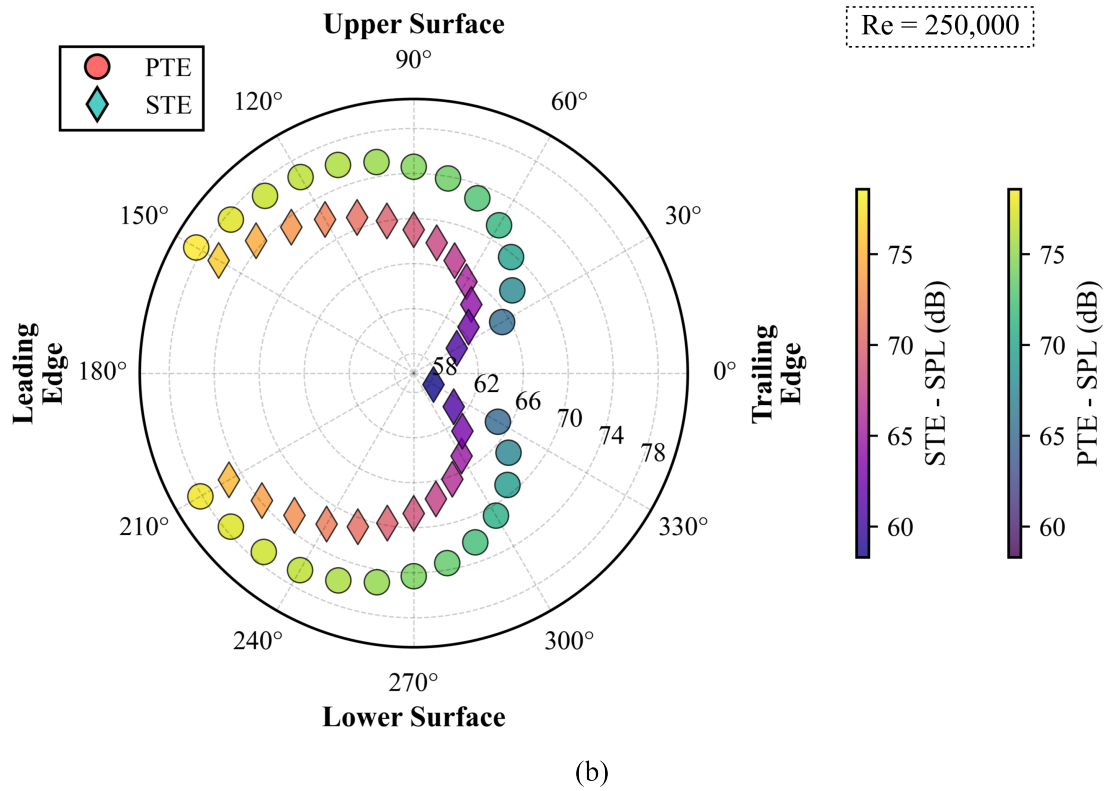 Upper Surface
Re = 250,000
PTE
STE
90°
120°
60°
150°
30°
Leading
Edge
180°
58
62
66
70
74
78
0°
Trailing
Edge
210°
330°
240°
300°
270°
Lower Surface
75
70
65
60
STE - SPL (dB)
75
70
65
60
PTE - SPL (dB)
(b)